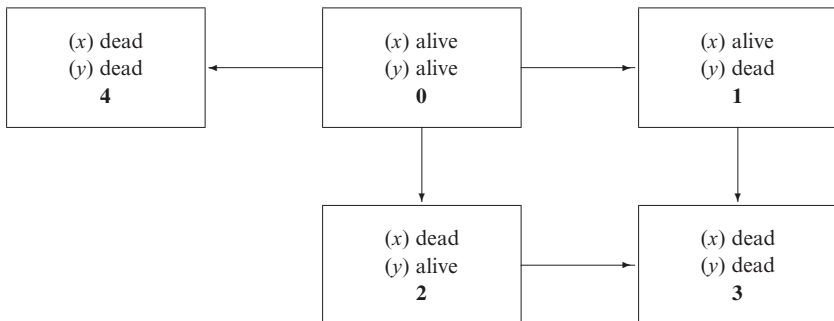 (x) dead
(y) dead
4
(x) alive
(y) alive
0
(x) alive
(y) dead
1
(x) dead
(y) alive
2
(x) dead
(y) dead
3